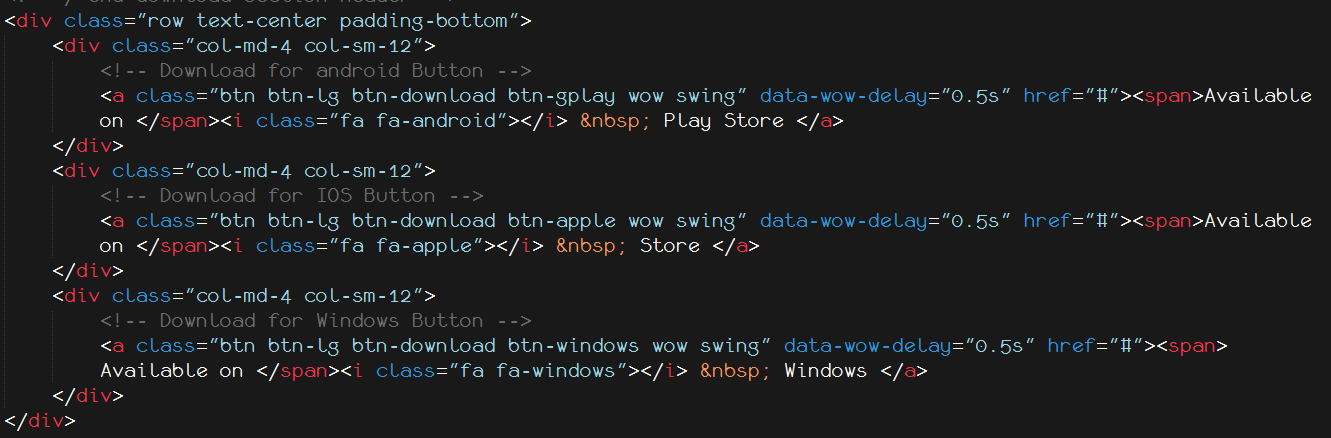 <div class="row text-center padding-bottom">
<div class="col-md-4 col-sm-12">
<!-- Download for android Button -->
<a class="btn btn-lg btn-download btn-gplay wow swing" data-wow-delay="0.5s" href="#"><span>Available
on </span><i class="fa fa-android"></i> &nbsp; Play Store </a>
</div>
<div class="col-md-4 col-sm-12">
<!-- Download for IOS Button -->
<a class="btn btn-lg btn-download btn-apple wow swing" data-wow-delay="0.5s" href="#"><span>Available
on </span><i class="fa fa-apple"></i> &nbsp; Store </a>
</div>
<div class="col-md-4 col-sm-12">
<!-- Download for Windows Button -->
<a class="btn btn-lg btn-download btn-windows wow swing" data-wow-delay="0.5s" href="#"><span>
Available on </span><i class="fa fa-windows"></i> &nbsp; Windows </a>
</div>
</div>